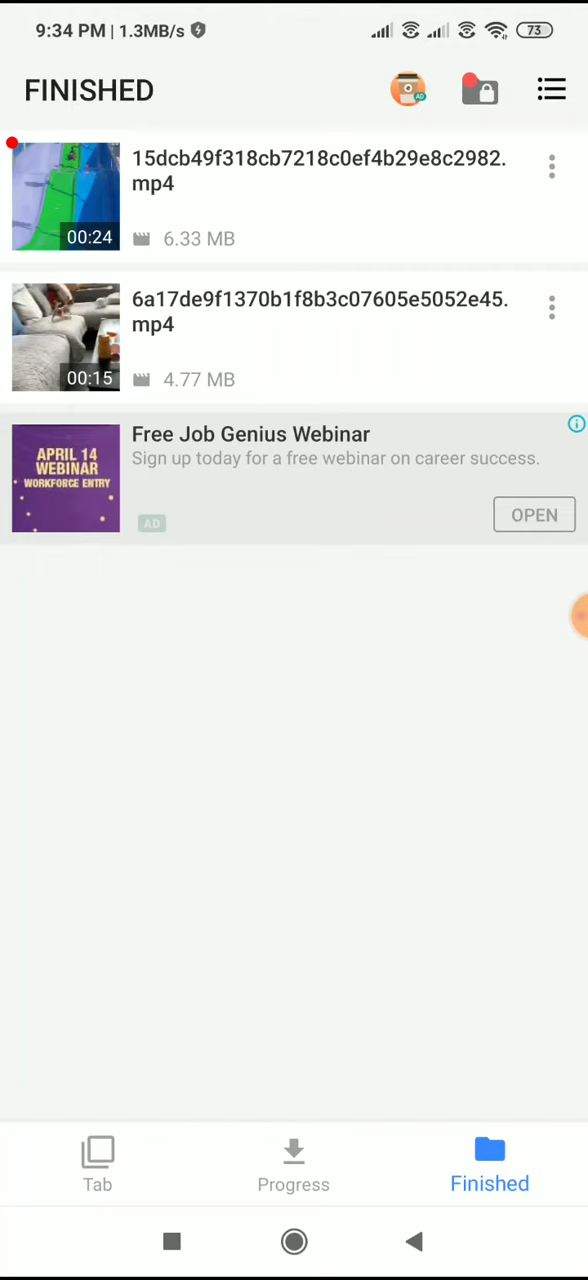 9:34 PM | 1.3MB/s
73
FINISHED
AD
15dcb49f318cb7218c0ef4b29e8c2982.
mp4
00:24
6.33 MB
6a17de9f1370b1f8b3c07605e5052e45.
mp4
00:15
4.77 MB
APRIL 14
WEBINAR
WORKFORCE ENTRY
Free Job Genius Webinar
Sign up today for a free webinar on career success.
AD
OPEN
Tab
Progress
Finished